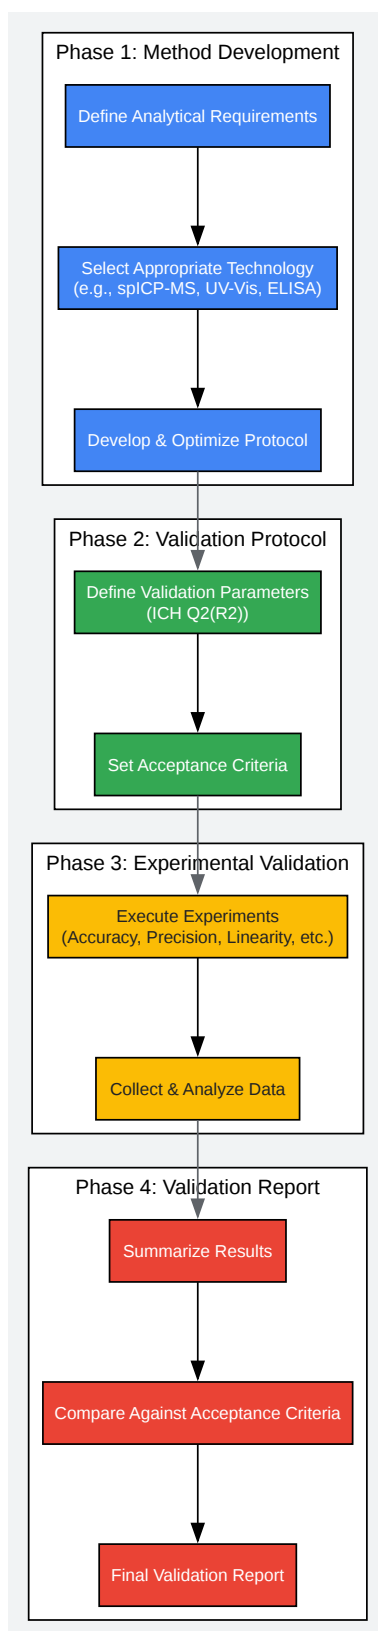 Phase 1: Method Development
Define Analytical Requirements
Select Appropriate Technology
(e.g., spICP-MS, UV-Vis, ELISA)
Develop & Optimize Protocol
Phase 2: Validation Protocol
Define Validation Parameters
(ICH Q2(R2))
Set Acceptance Criteria
Phase 3: Experimental Validation
Execute Experiments
(Accuracy, Precision, Linearity, etc.)
Collect & Analyze Data
Phase 4: Validation Report
Summarize Results
Compare Against Acceptance Criteria
Final Validation Report